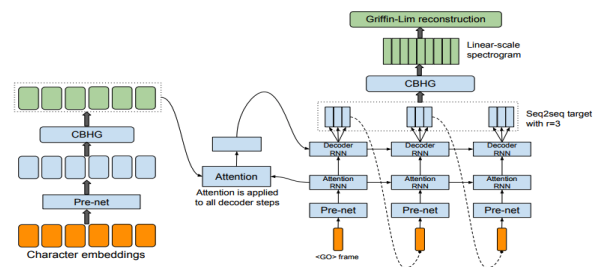 Griffin-Lim reconstruction
Linear-scale
spectrogram
CBHG
CBHG
Seq2seq target
with r=3
Decoder
RNN
Decoder
RNN
Decoder
RNN
Attention
Attention is applied
to all decoder steps
Attention
RNN
Attention
RNN
Attention
RNN
Pre-net
Pre-net
Pre-net
Pre-net
Character embeddings
<GO> frame